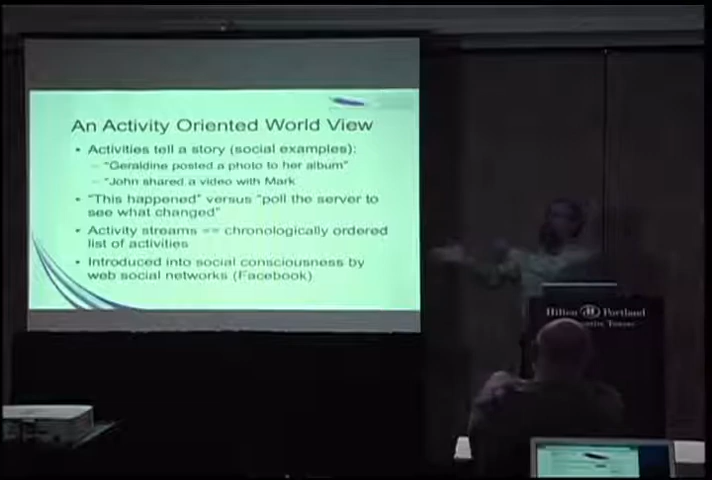 An Activity Oriented World View
• Activities tell a story (social examples):
– "Geraldine posted a photo to her album"
– "John shared a video with Mark
• "This happened" versus "poll the server to
see what changed"
• Activity streams == chronologically ordered
list of activities
• Introduced into social consciousness by
web social networks (Facebook)
Hilton Portland
Tower